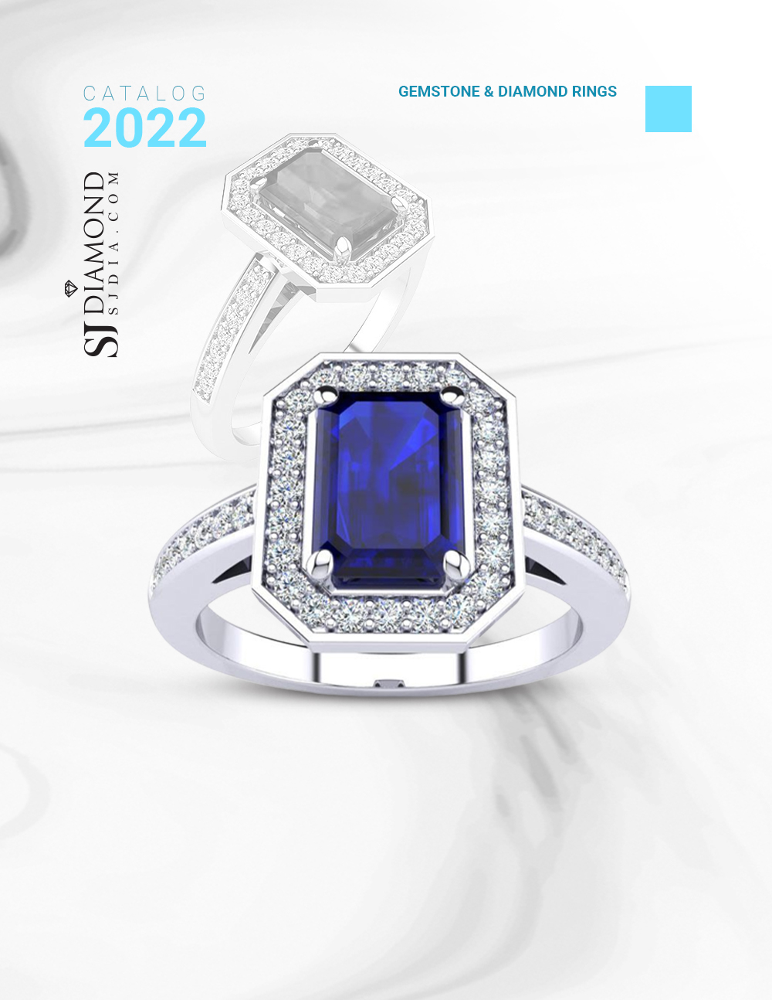 CATALOG
2022
GEMSTONE & DIAMOND RINGS
SJ DIAMOND
SJDIA.COM